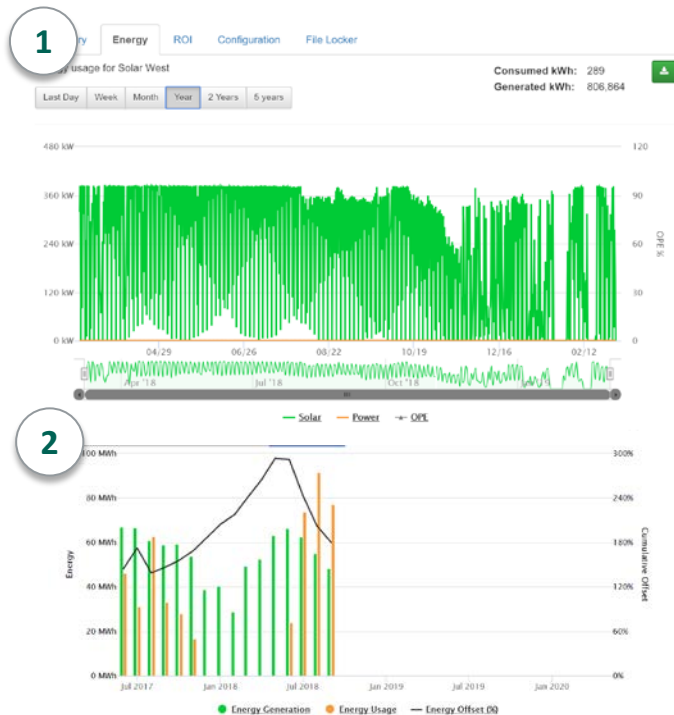 1
ry Energy ROI Configuration File Locker
gy usage for Solar West
Consumed kWh: 289
Generated kWh: 806,864
Last Day Week Month Year 2 Years 5 years
480 kW 120
360 kW 90
240 kW 60
120 kW 30
0 kW 0
OPE %
04/29 06/26 08/22 10/19 12/16 02/12
Apr '18 Jul '18 Oct '18
Solar Power OPE
2
100 MWh 300%
80 MWh 240%
60 MWh 180%
40 MWh 120%
20 MWh 60%
0 MWh 0%
Energy
Cumulative Offset
Jul 2017 Jan 2018 Jul 2018 Jan 2019 Jul 2019 Jan 2020
Energy Generation Energy Usage Energy Offset (%)